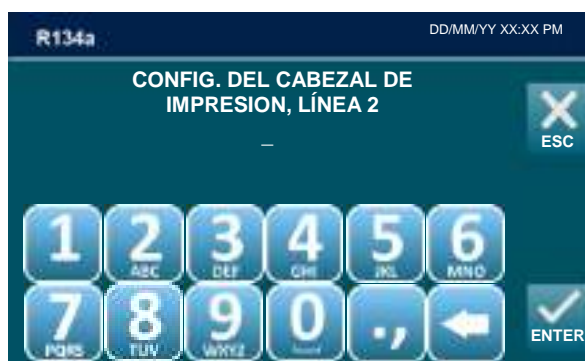 R134a DD/MM/YY XX:XX PM
CONFIG. DEL CABEZAL DE
IMPRESION, LÍNEA 2
_
ESC
1 2 3 4 5 6
ABC DEF GHI JKL MNO
7 8 9 0 .,
PQRS TUV WXYZ
ENTER